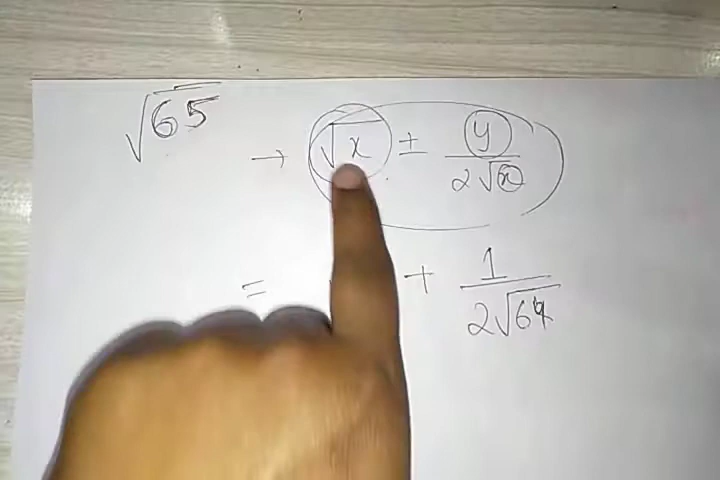 √65
→ √x ± y/2√x
= + 1/2√64